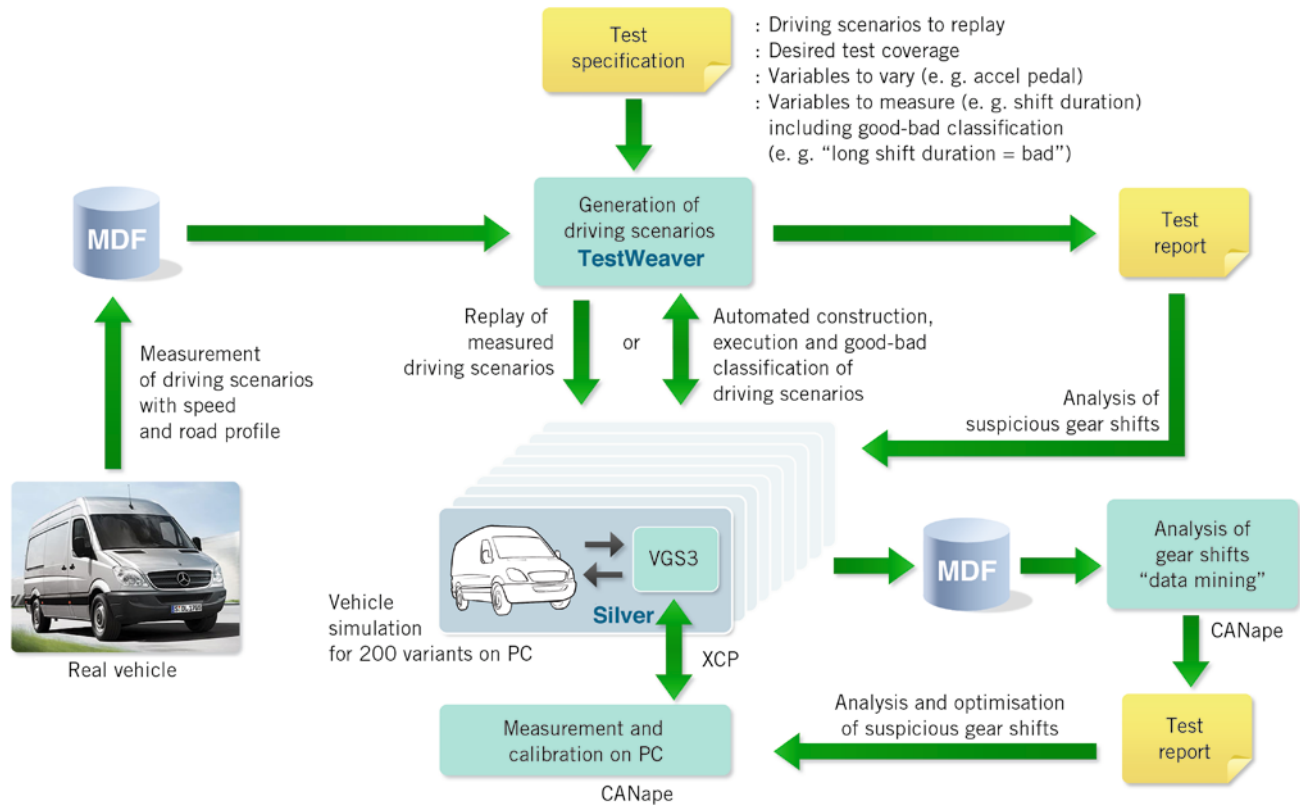 Test
specification
: Driving scenarios to replay
: Desired test coverage
: Variables to vary (e. g. accel pedal)
: Variables to measure (e. g. shift duration)
including good-bad classification
(e. g. “long shift duration = bad”)
MDF
Generation of
driving scenarios
TestWeaver
Test
report
Measurement
of driving scenarios
with speed
and road profile
Replay of
measured
driving scenarios
or
Automated construction,
execution and good-bad
classification of
driving scenarios
Analysis of
suspicious gear shifts
Real vehicle
Vehicle
simulation
for 200 variants on PC
VGS3
Silver
MDF
Analysis of
gear shifts
“data mining”
CANape
XCP
Measurement and
calibration on PC
CANape
Analysis and optimisation
of suspicious gear shifts
Test
report